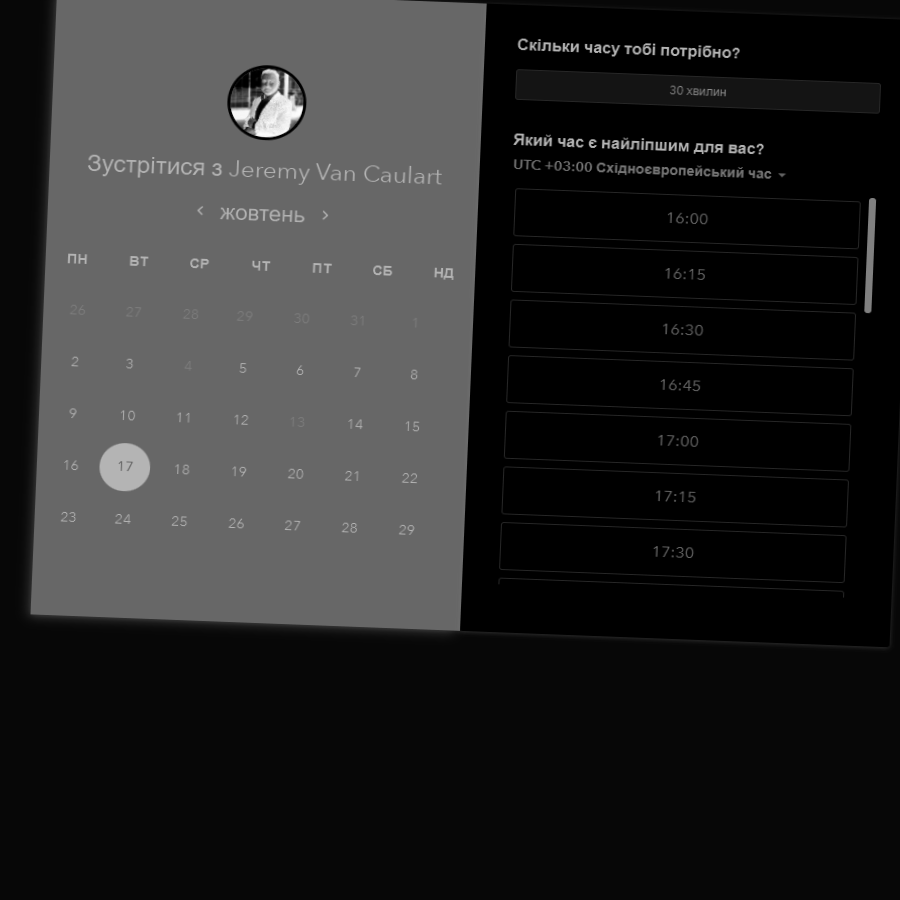 Зустрітися з Jeremy Van Caulart
жовтень
ПН ВТ СР ЧТ ПТ СБ НД
26 27 28 29 30 31 1
2 3 4 5 6 7 8
9 10 11 12 13 14 15
16 17 18 19 20 21 22
23 24 25 26 27 28 29
Скільки часу тобі потрібно?
30 хвилин
Який час є найліпшим для вас?
UTC +03:00 Східноєвропейський час
16:00
16:15
16:30
16:45
17:00
17:15
17:30